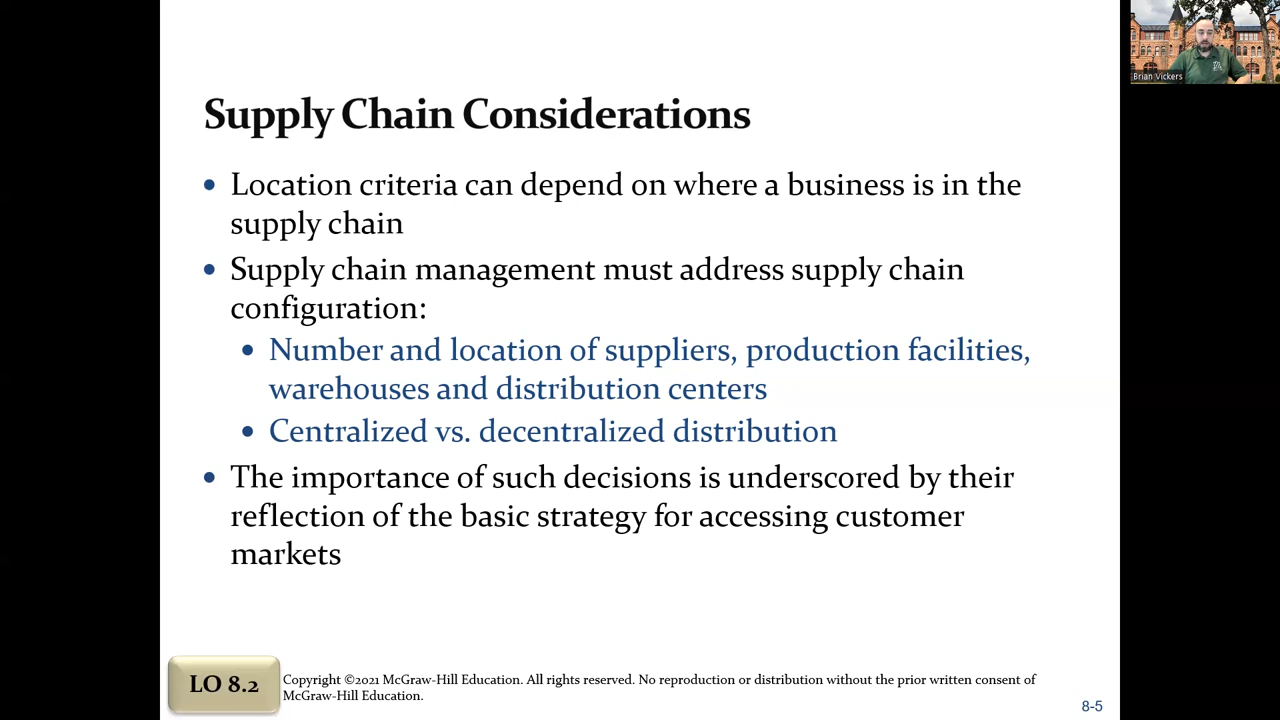 Brian Vickers
Supply Chain Considerations
• Location criteria can depend on where a business is in the
supply chain
• Supply chain management must address supply chain
configuration:
• Number and location of suppliers, production facilities,
warehouses and distribution centers
• Centralized vs. decentralized distribution
• The importance of such decisions is underscored by their
reflection of the basic strategy for accessing customer
markets
LO 8.2
Copyright ©2021 McGraw-Hill Education. All rights reserved. No reproduction or distribution without the prior written consent of
McGraw-Hill Education.
8-5